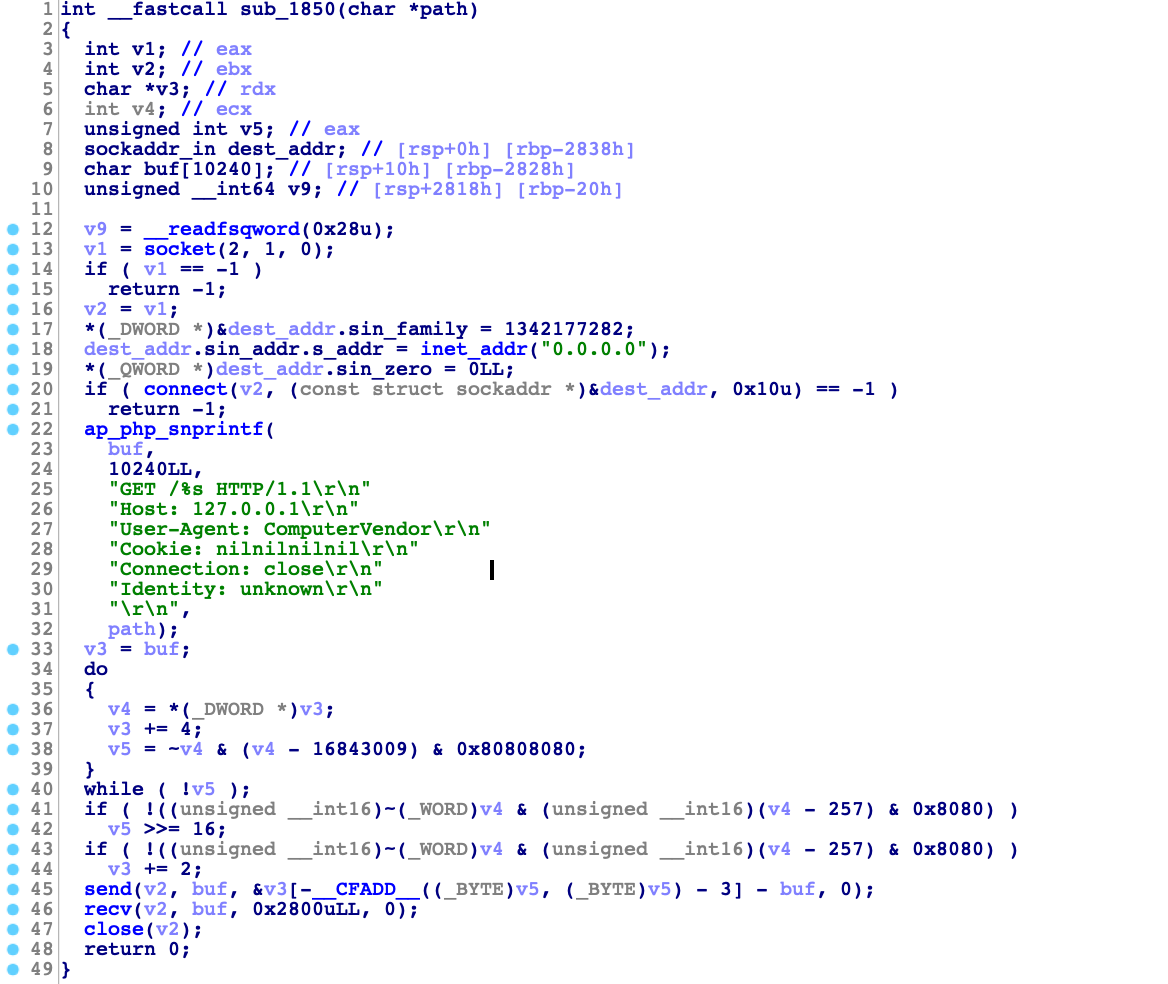 1 int __fastcall sub_1850(char *path)
2 {
3 int v1; // eax
4 int v2; // ebx
5 char *v3; // rdx
6 int v4; // ecx
7 unsigned int v5; // eax
8 sockaddr_in dest_addr; // [rsp+0h] [rbp-2838h]
9 char buf[10240]; // [rsp+10h] [rbp-2828h]
10 unsigned __int64 v9; // [rsp+2818h] [rbp-20h]
11
12 v9 = __readfsqword(0x28u);
13 v1 = socket(2, 1, 0);
14 if ( v1 == -1 )
15 return -1;
16 v2 = v1;
17 *(_DWORD *)&dest_addr.sin_family = 1342177282;
18 dest_addr.sin_addr.s_addr = inet_addr("0.0.0.0");
19 *(_QWORD *)dest_addr.sin_zero = 0LL;
20 if ( connect(v2, (const struct sockaddr *)&dest_addr, 0x10u) == -1 )
21 return -1;
22 ap_php_snprintf(
23 buf,
24 10240LL,
25 "GET /%s HTTP/1.1\r\n"
26 "Host: 127.0.0.1\r\n"
27 "User-Agent: ComputerVendor\r\n"
28 "Cookie: nilnilnilnil\r\n"
29 "Connection: close\r\n"
30 "Identity: unknown\r\n"
31 "\r\n",
32 path);
33 v3 = buf;
34 do
35 {
36 v4 = *(_DWORD *)v3;
37 v3 += 4;
38 v5 = ~v4 & (v4 - 16843009) & 0x80808080;
39 }
40 while ( !v5 );
41 if ( !((unsigned __int16)~(_WORD)v4 & (unsigned __int16)(v4 - 257) & 0x8080) )
42 v5 >>= 16;
43 if ( !((unsigned __int16)~(_WORD)v4 & (unsigned __int16)(v4 - 257) & 0x8080) )
44 v3 += 2;
45 send(v2, buf, &v3[-__CFADD__((_BYTE)v5, (_BYTE)v5) - 3] - buf, 0);
46 recv(v2, buf, 0x2800uLL, 0);
47 close(v2);
48 return 0;
49 }